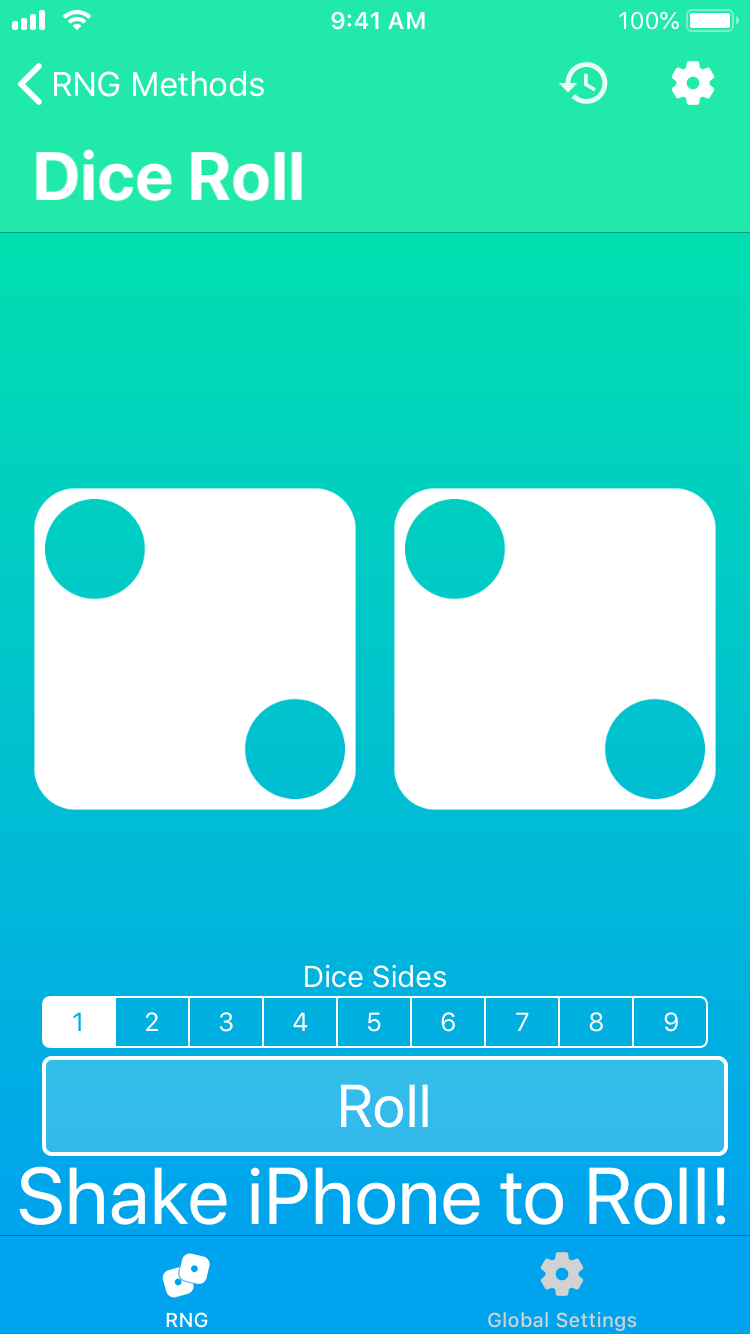 9:41 AM 100%
RNG Methods
Dice Roll
Dice Sides
1 2 3 4 5 6 7 8 9
Roll
Shake iPhone to Roll!
RNG Global Settings